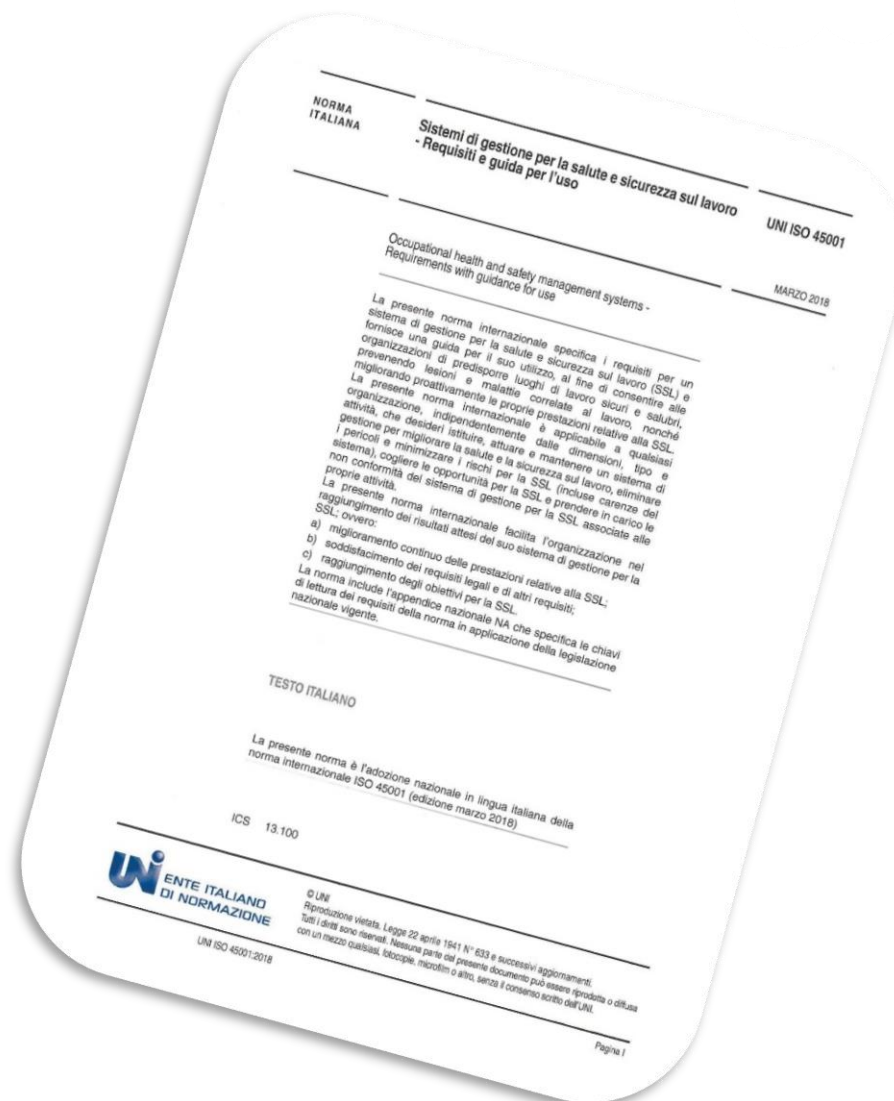 NORMA
ITALIANA
Sistemi di gestione per la salute e sicurezza sul lavoro
- Requisiti e guida per l'uso
UNI ISO 45001
MARZO 2018
Occupational health and safety management systems -
Requirements with guidance for use
La presente norma internazionale specifica i requisiti per un
sistema di gestione per la salute e sicurezza sul lavoro (SSL) e
fornisce una guida per il suo utilizzo, al fine di consentire alle
organizzazioni di predisporre luoghi di lavoro sicuri e salubri,
prevenendo lesioni e malattie correlate al lavoro, nonché
migliorando proattivamente le proprie prestazioni relative alla SSL.
La presente norma internazionale è applicabile a qualsiasi
organizzazione, indipendentemente dalle dimensioni, tipo e
attività, che desideri istituire, attuare e mantenere un sistema di
gestione per migliorare la salute e la sicurezza sul lavoro, eliminare
i pericoli e minimizzare i rischi per la SSL (incluse carenze del
sistema), cogliere le opportunità per la SSL e prendere in carico le
non conformità del sistema di gestione per la SSL associate alle
proprie attività.
La presente norma internazionale facilita l'organizzazione nel
raggiungimento dei risultati attesi del suo sistema di gestione per la
SSL; ovvero:
a) miglioramento continuo delle prestazioni relative alla SSL;
b) soddisfacimento dei requisiti legali e di altri requisiti;
c) raggiungimento degli obiettivi per la SSL.
La norma include l'appendice nazionale NA che specifica le chiavi
di lettura dei requisiti della norma in applicazione della legislazione
nazionale vigente.
TESTO ITALIANO
La presente norma è l'adozione nazionale in lingua italiana della
norma internazionale ISO 45001 (edizione marzo 2018)
ICS 13.100
UNI
ENTE ITALIANO
DI NORMAZIONE
© UNI
Riproduzione vietata. Legge 22 aprile 1941 N° 633 e successivi aggiornamenti.
Tutti i diritti sono riservati. Nessuna parte del presente documento può essere riprodotta o diffusa
con un mezzo qualsiasi, fotocopie, microfilm o altro, senza il consenso scritto dell'UNI.
UNI ISO 45001:2018
Pagina I